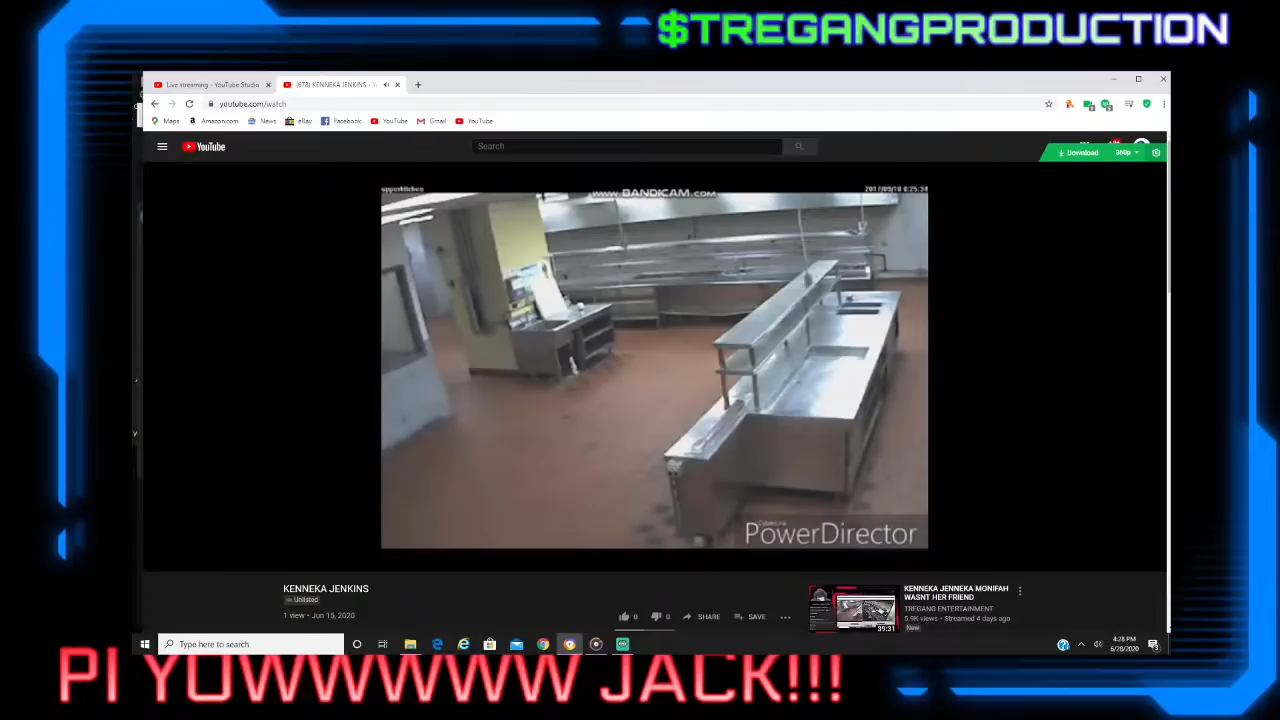 $TREGANGPRODUCTION
Live streaming - YouTube Studio
(678) KENNEKA JENKINS - Y
youtube.com/watch
Maps Amazon.com News eBay Facebook YouTube Gmail YouTube
YouTube
Search
Download 360p
upperkitchen
WWW.BANDICAM.COM
CyberLink
PowerDirector
KENNEKA JENKINS
Unlisted
1 view • Jun 15, 2020
0 0 SHARE SAVE
KENNEKA JENNEKA MONIFAH
WASNT HER FRIEND
TREGANG ENTERTAINMENT
5.9K views • Streamed 4 days ago
New
39:31
Type here to search
4:28 PM
6/28/2020
PI YOWWWWW JACK!!!